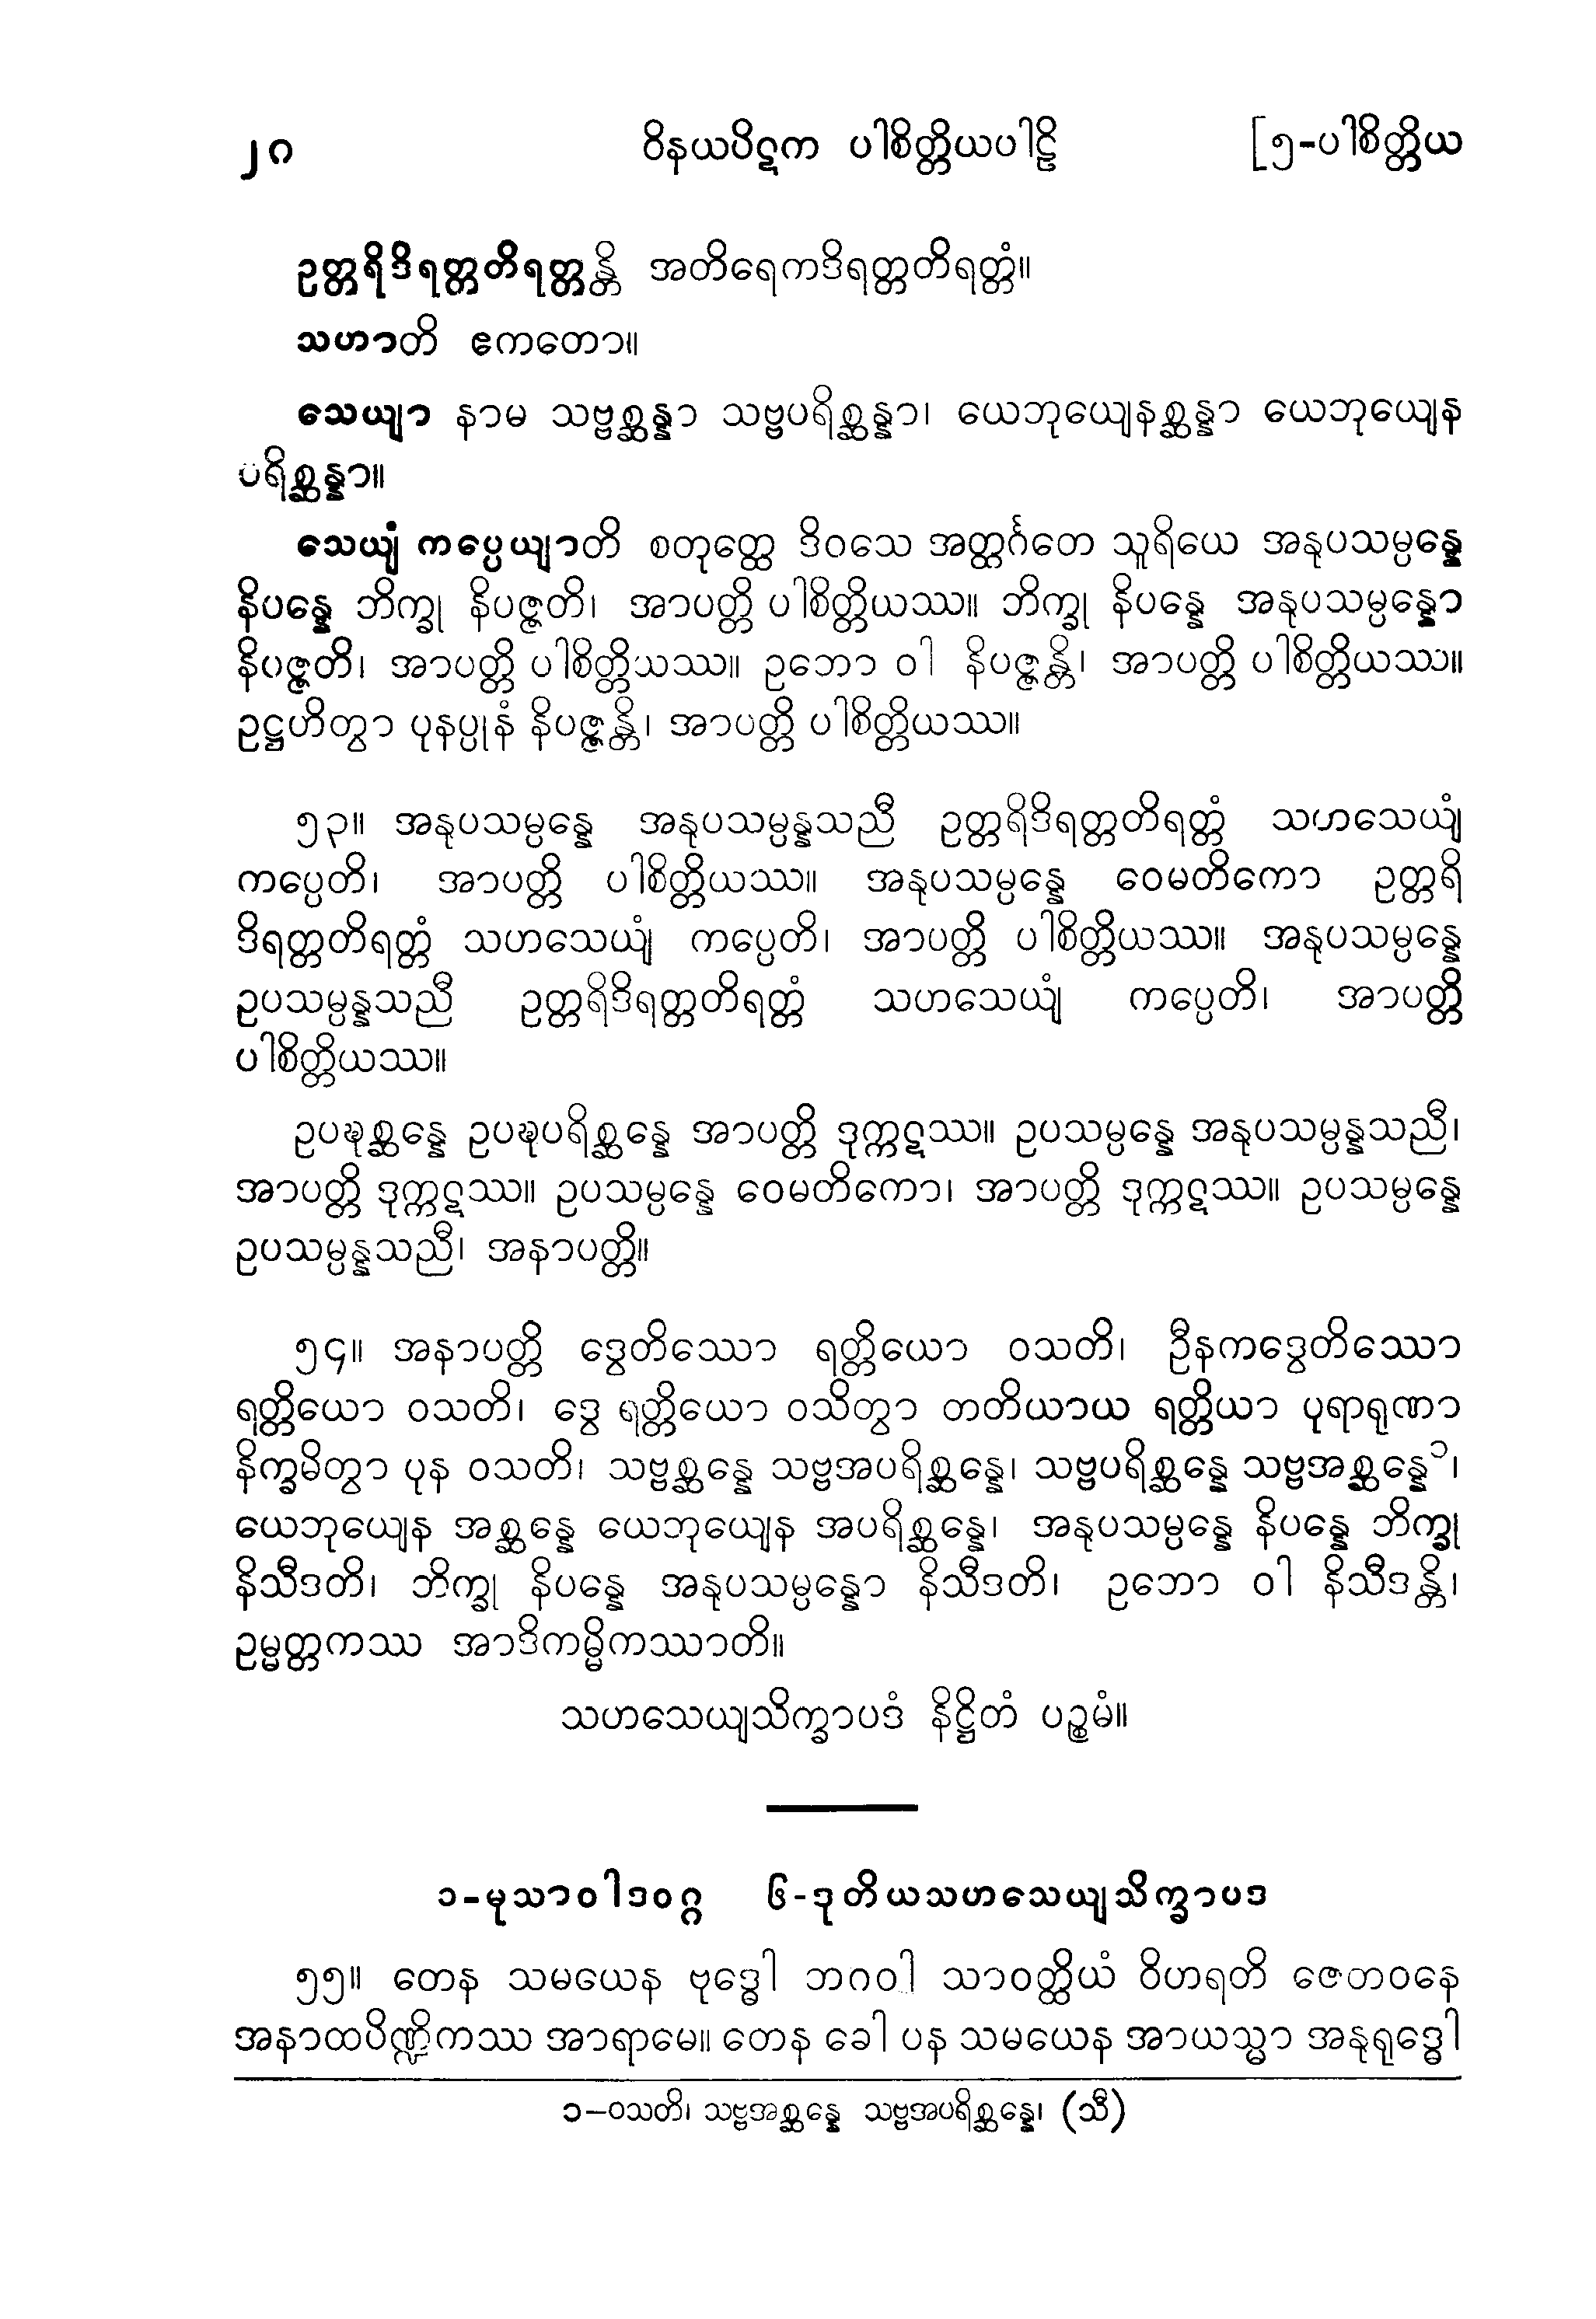 ၂၈ ဝိနယပိဋက ပါစိတ္တိယပါဠိ [၅-ပါစိတ္တိယ
ဥတ္တရိဒိရတ္တတိရတ္တန္တိ အတိရေကဒိရတ္တတိရတ္တံ။
သဟာတိ ဧကတော။
သေယျာ နာမ သဗ္ဗစ္ဆန္နာ သဗ္ဗပရိစ္ဆန္နာ၊ ယေဘုယျေနစ္ဆန္နာ ယေဘုယျေန
ပရိစ္ဆန္နာ။
သေယျံ ကပ္ပေယျာတိ စတုတ္ထေ ဒိဝသေ အတ္ထင်္ဂတေ သူရိယေ အနုပသမ္ပန္နေ
နိပန္နေ ဘိက္ခု နိပဇ္ဇတိ၊ အာပတ္တိ ပါစိတ္တိယဿ။ ဘိက္ခု နိပန္နေ အနုပသမ္ပန္နော
နိပဇ္ဇတိ၊ အာပတ္တိ ပါစိတ္တိယဿ။ ဥဘော ဝါ နိပဇ္ဇန္တိ၊ အာပတ္တိ ပါစိတ္တိယဿ။
ဥဋ္ဌဟိတွာ ပုနပ္ပုနံ နိပဇ္ဇန္တိ၊ အာပတ္တိ ပါစိတ္တိယဿ။
၅၃။ အနုပသမ္ပန္နေ အနုပသမ္ပန္နသညီ ဥတ္တရိဒိရတ္တတိရတ္တံ သဟသေယျံ
ကပ္ပေတိ၊ အာပတ္တိ ပါစိတ္တိယဿ။ အနုပသမ္ပန္နေ ဝေမတိကော ဥတ္တရိ
ဒိရတ္တတိရတ္တံ သဟသေယျံ ကပ္ပေတိ၊ အာပတ္တိ ပါစိတ္တိယဿ။ အနုပသမ္ပန္နေ
ဥပသမ္ပန္နသညီ ဥတ္တရိဒိရတ္တတိရတ္တံ သဟသေယျံ ကပ္ပေတိ၊ အာပတ္တိ
ပါစိတ္တိယဿ။
ဥပဍ္ဎစ္ဆန္နေ ဥပဍ္ဎပရိစ္ဆန္နေ အာပတ္တိ ဒုက္ကဋဿ။ ဥပသမ္ပန္နေ အနုပသမ္ပန္နသညီ၊
အာပတ္တိ ဒုက္ကဋဿ။ ဥပသမ္ပန္နေ ဝေမတိကော၊ အာပတ္တိ ဒုက္ကဋဿ။ ဥပသမ္ပန္နေ
ဥပသမ္ပန္နသညီ၊ အနာပတ္တိ။
၅၄။ အနာပတ္တိ ဒွေတိဿော ရတ္တိယော ဝသတိ၊ ဦနကဒွေတိဿော
ရတ္တိယော ဝသတိ၊ ဒွေ ရတ္တိယော ဝသိတွာ တတိယာယ ရတ္တိယာ ပုရာရုဏာ
နိက္ခမိတွာ ပုန ဝသတိ၊ သဗ္ဗစ္ဆန္နေ သဗ္ဗအပရိစ္ဆန္နေ၊ သဗ္ဗပရိစ္ဆန္နေ သဗ္ဗအစ္ဆန္နေ၁၊
ယေဘုယျေန အစ္ဆန္နေ ယေဘုယျေန အပရိစ္ဆန္နေ၊ အနုပသမ္ပန္နေ နိပန္နေ ဘိက္ခု
နိသီဒတိ၊ ဘိက္ခု နိပန္နေ အနုပသမ္ပန္နော နိသီဒတိ၊ ဥဘော ဝါ နိသီဒန္တိ၊
ဥမ္မတ္တကဿ အာဒိကမ္မိကဿာတိ။
သဟသေယျသိက္ခာပဒံ နိဋ္ဌိတံ ပဉ္စမံ။
၁-မုသာဝါဒဝဂ္ဂ ၆-ဒုတိယသဟသေယျသိက္ခာပဒ
၅၅။ တေန သမယေန ဗုဒ္ဓေါ ဘဂဝါ သာဝတ္ထိယံ ဝိဟရတိ ဇေတဝနေ
အနာထပိဏ္ဍိကဿ အာရာမေ။ တေန ခေါ ပန သမယေန အာယသ္မာ အနုရုဒ္ဓေါ
၁–ဝသတိ၊ သဗ္ဗအစ္ဆန္နေ သဗ္ဗအပရိစ္ဆန္နေ၊ (သီ)